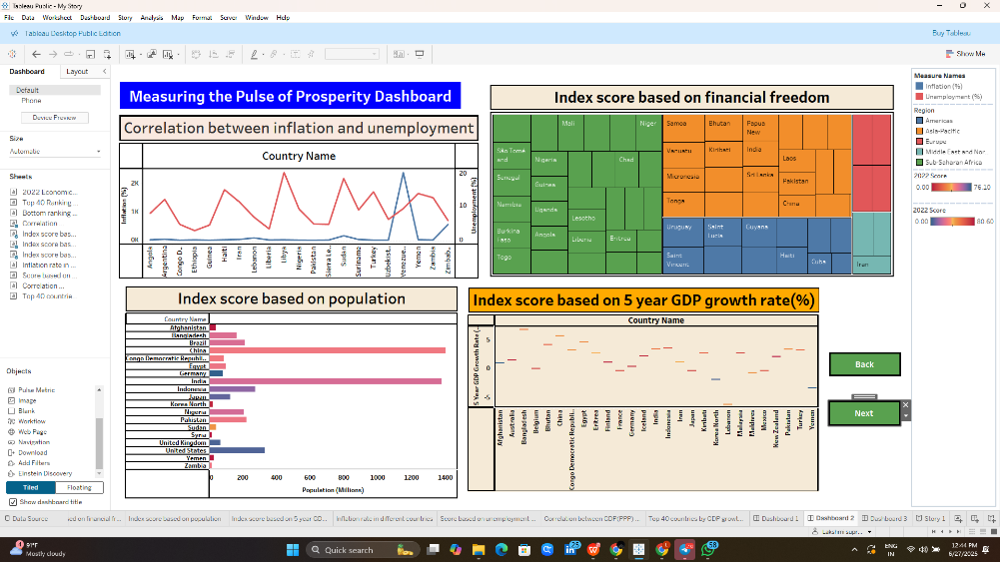 Tableau Public - My Story
File Data Worksheet Dashboard Story Analysis Map Format Server Window Help
Tableau Desktop Public Edition
Buy Tableau
Show Me
Dashboard
Layout
Default
Phone
Device Preview
Size
Automatic
Sheets
2022 Economic...
Top 40 Ranking ...
Bottom ranking ...
Correlation...
Index score bas...
Index score bas...
Index score bas...
Inflation rate in ...
Score based on ...
Correlation ...
Top 40 countrie...
Objects
Pulse Metric
Image
Blank
Workflow
Web Page
Navigation
Download
Add Filters
Einstein Discovery
Tiled
Floating
Show dashboard title
Measuring the Pulse of Prosperity Dashboard
Correlation between inflation and unemployment
Country Name
Inflation (%)
2K
1K
0K
Unemployment (%)
20
10
0
Angola
Argentina
Congo D...
Ethiopia
Guinea
Haiti
Iran
Lebanon
Liberia
Libya
Nigeria
Pakistan
Sierra Le...
Sudan
Suriname
Turkey
Uzbekist...
Venezue...
Yemen
Zambia
Zimbab...
Index score based on financial freedom
São Tomé and
Senegal
Namibia
Burkina Faso
Togo
Mali
Nigeria
Guinea
Uganda
Angola
Niger
Chad
Lesotho
Liberia
Eritrea
Samoa
Vanuatu
Micronesia
Tonga
Bhutan
Kiribati
Papua New
India
Sri Lanka
Laos
Pakistan
China
Uruguay
Saint Vincent
Saint Lucia
Guyana
Haiti
Cuba
Iran
Index score based on population
Country Name
Afghanistan
Bangladesh
Brazil
China
Congo Democratic Republi..
Egypt
Germany
India
Indonesia
Japan
Korea North
Nigeria
Pakistan
Sudan
Syria
United Kingdom
United States
Yemen
Zambia
0 200 400 600 800 1000 1200 1400
Population (Millions)
Index score based on 5 year GDP growth rate(%)
Country Name
5 Year GDP Growth Rate (..
5
0
-5
Afghanistan
Australia
Bangladesh
Belgium
Bhutan
China
Congo Democratic Republi..
Egypt
Eritrea
Finland
France
Germany
Iceland
India
Indonesia
Iran
Japan
Kiribati
Korea North
Lebanon
Malaysia
Maldives
Mexico
New Zealand
Pakistan
Turkey
Yemen
Back
Next
Measure Names
Inflation (%)
Unemployment (%)
Region
Americas
Asia-Pacific
Europe
Middle East and Nor
Sub-Saharan Africa
2022 Score
0.00 76.10
2022 Score
0.00 80.60
Data Source
Index score based on population
Index score based on 5 year GD...
Inflation rate in different countries
Score based on unemployment ...
Correlation between GDP(PPP) ...
Top 40 countries by GDP growt...
Dashboard 1
Dashboard 2
Dashboard 3
Story 1
Lakshmi supr...
9°F
Mostly cloudy
Quick search
ENG
IN
12:44 PM
6/27/2025